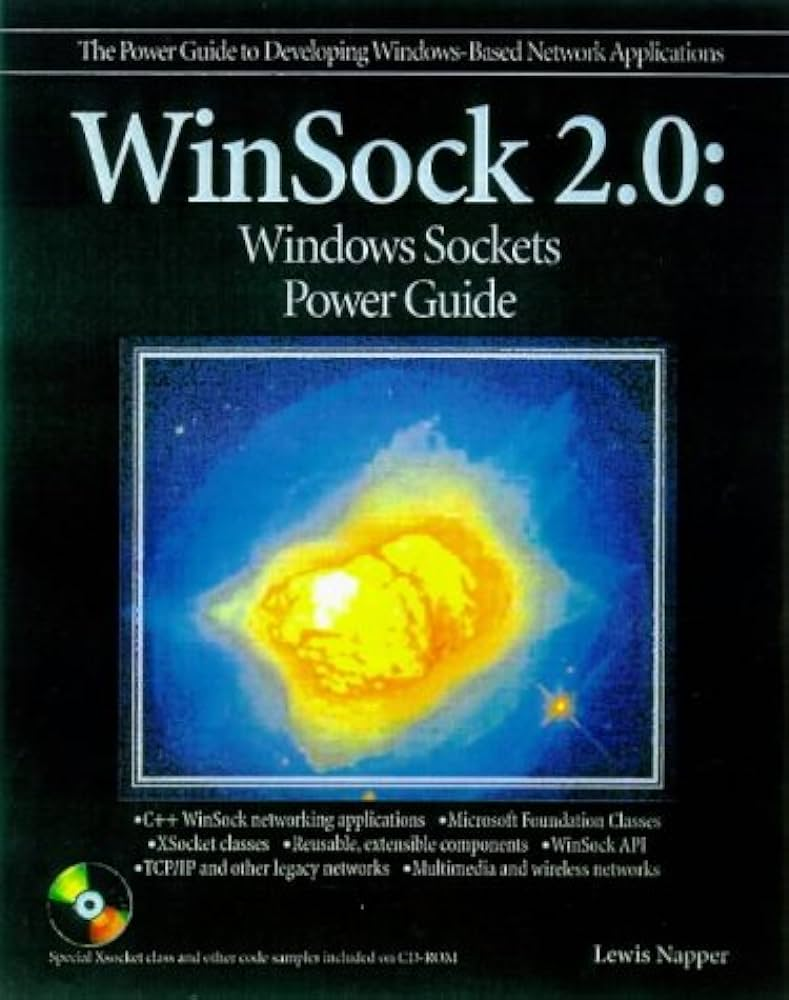 The Power Guide to Developing Windows-Based Network Applications
WinSock 2.0:
Windows Sockets
Power Guide
•C++ WinSock networking applications •Microsoft Foundation Classes
•XSocket classes •Reusable, extensible components •WinSock API
•TCP/IP and other legacy networks •Multimedia and wireless networks
Special Xsocket class and other code samples included on CD-ROM
Lewis Napper